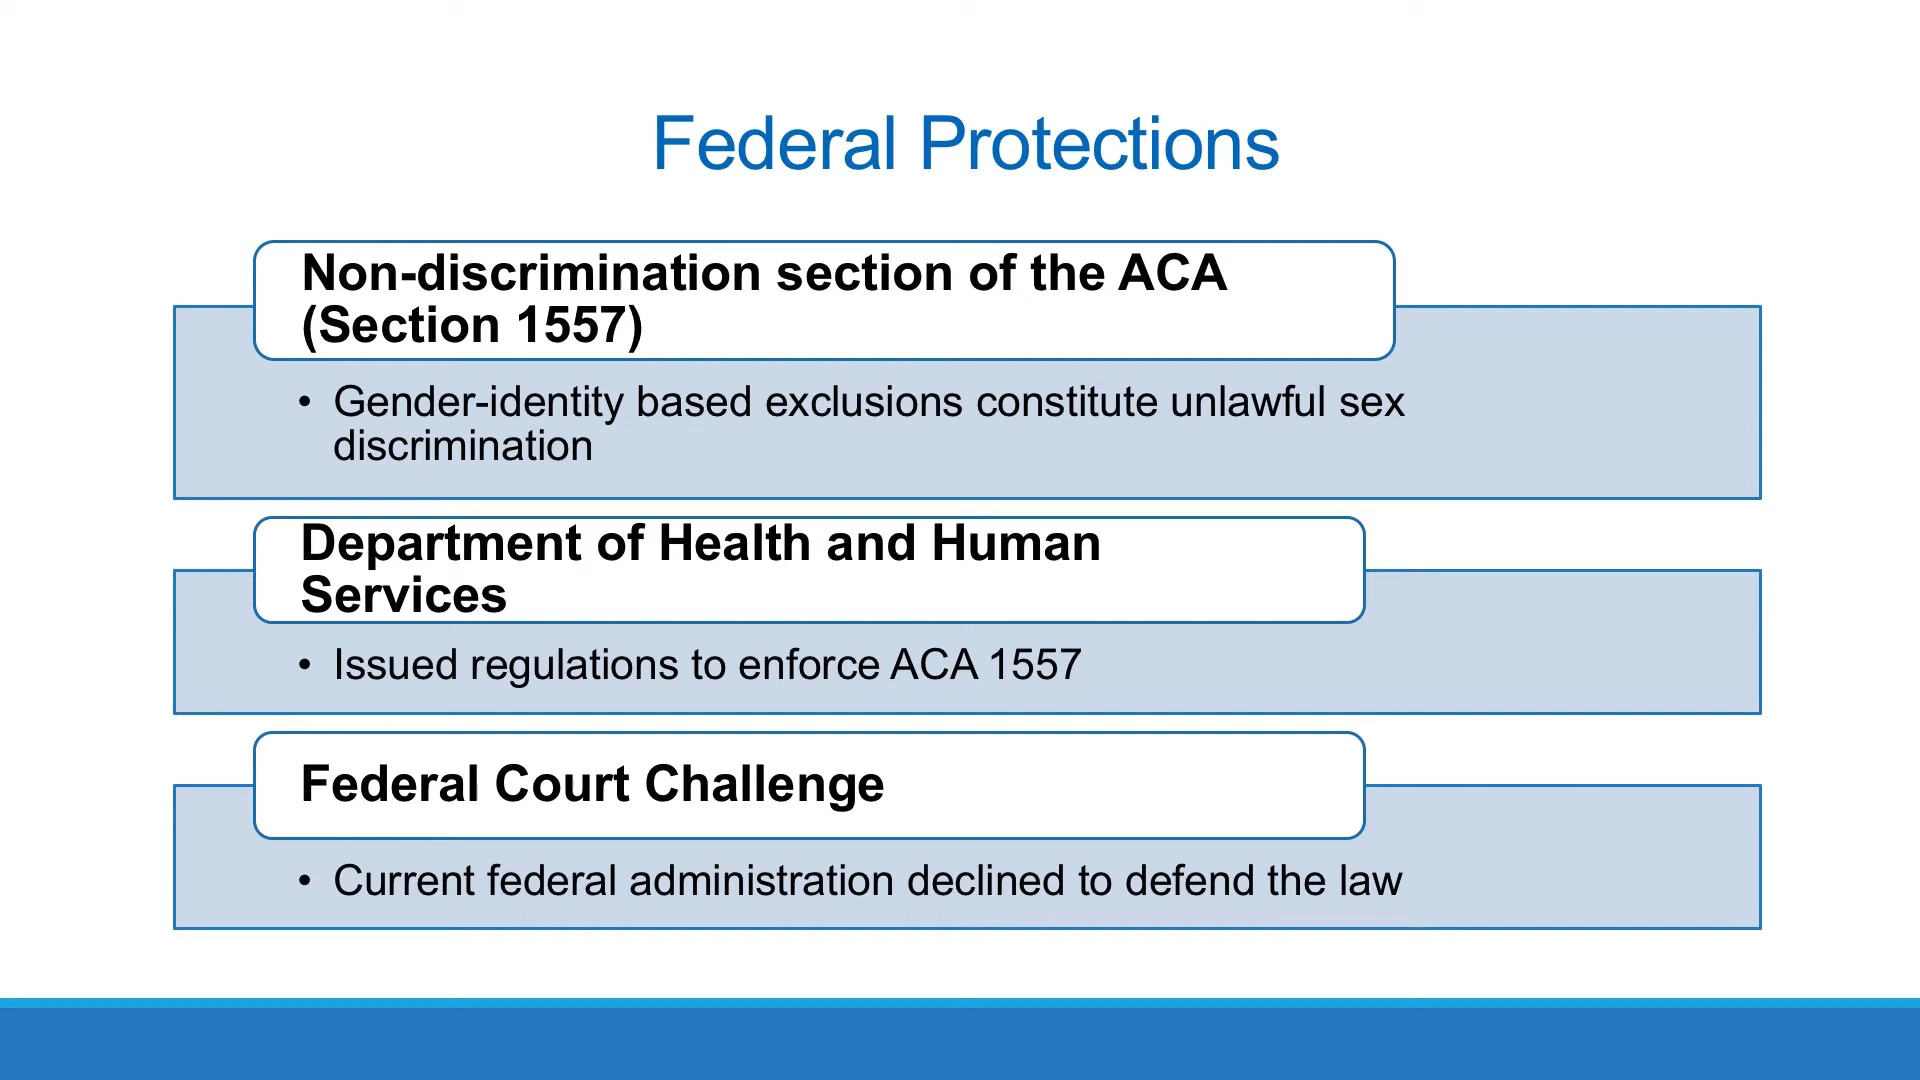 Federal Protections
Non-discrimination section of the ACA
(Section 1557)
• Gender-identity based exclusions constitute unlawful sex
discrimination
Department of Health and Human
Services
• Issued regulations to enforce ACA 1557
Federal Court Challenge
• Current federal administration declined to defend the law